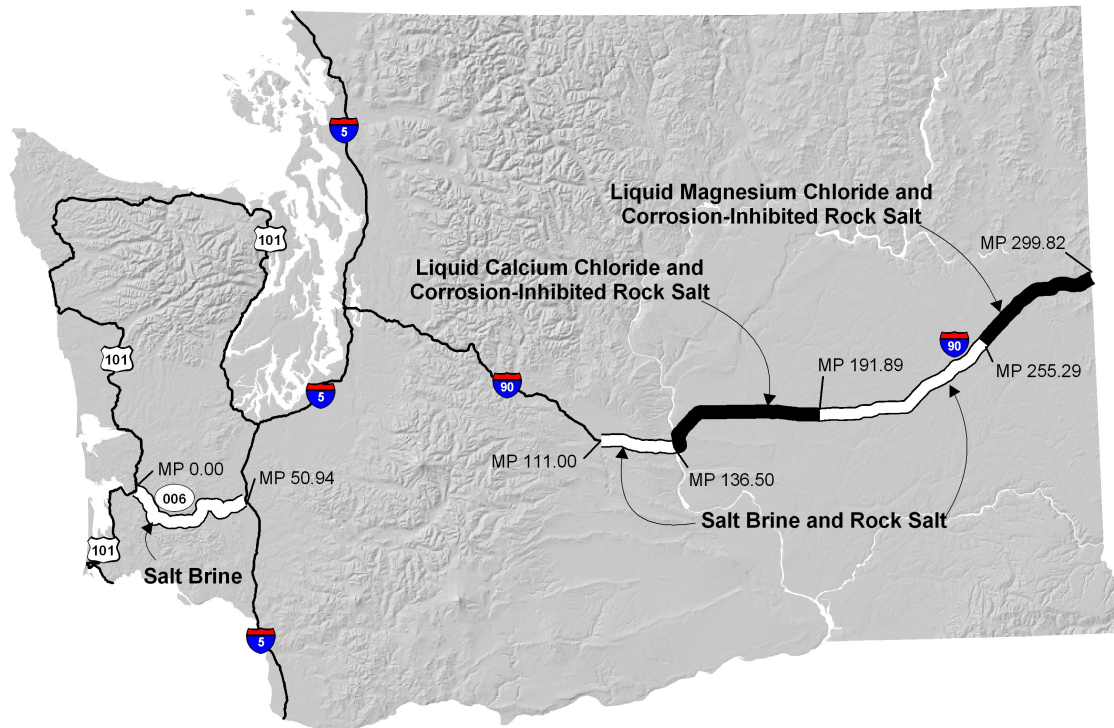 5
Liquid Magnesium Chloride and
Corrosion-Inhibited Rock Salt
101
MP 299.82
Liquid Calcium Chloride and
Corrosion-Inhibited Rock Salt
90
101
MP 191.89
MP 255.29
90
5
MP 111.00
MP 136.50
MP 0.00
MP 50.94
006
Salt Brine and Rock Salt
101
Salt Brine
5